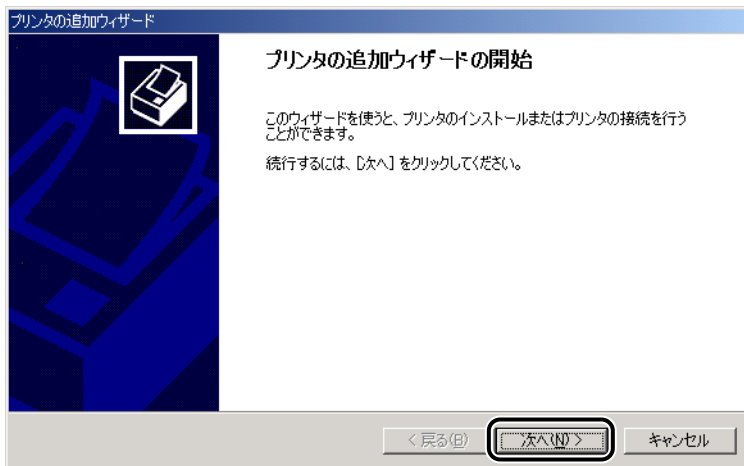 プリンタの追加ウィザード
プリンタの追加ウィザードの開始
このウィザードを使うと、プリンタのインストールまたはプリンタの接続を行う
ことができます。
続行するには、[次へ] をクリックしてください。
< 戻る(B)
次へ(N) >
キャンセル